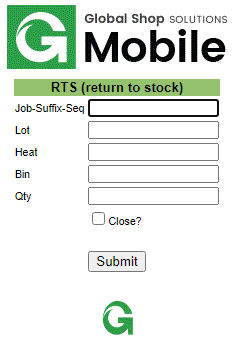 Global Shop SOLUTIONS
Mobile
RTS (return to stock)
Job-Suffix-Seq
Lot
Heat
Bin
Qty
Close?
Submit